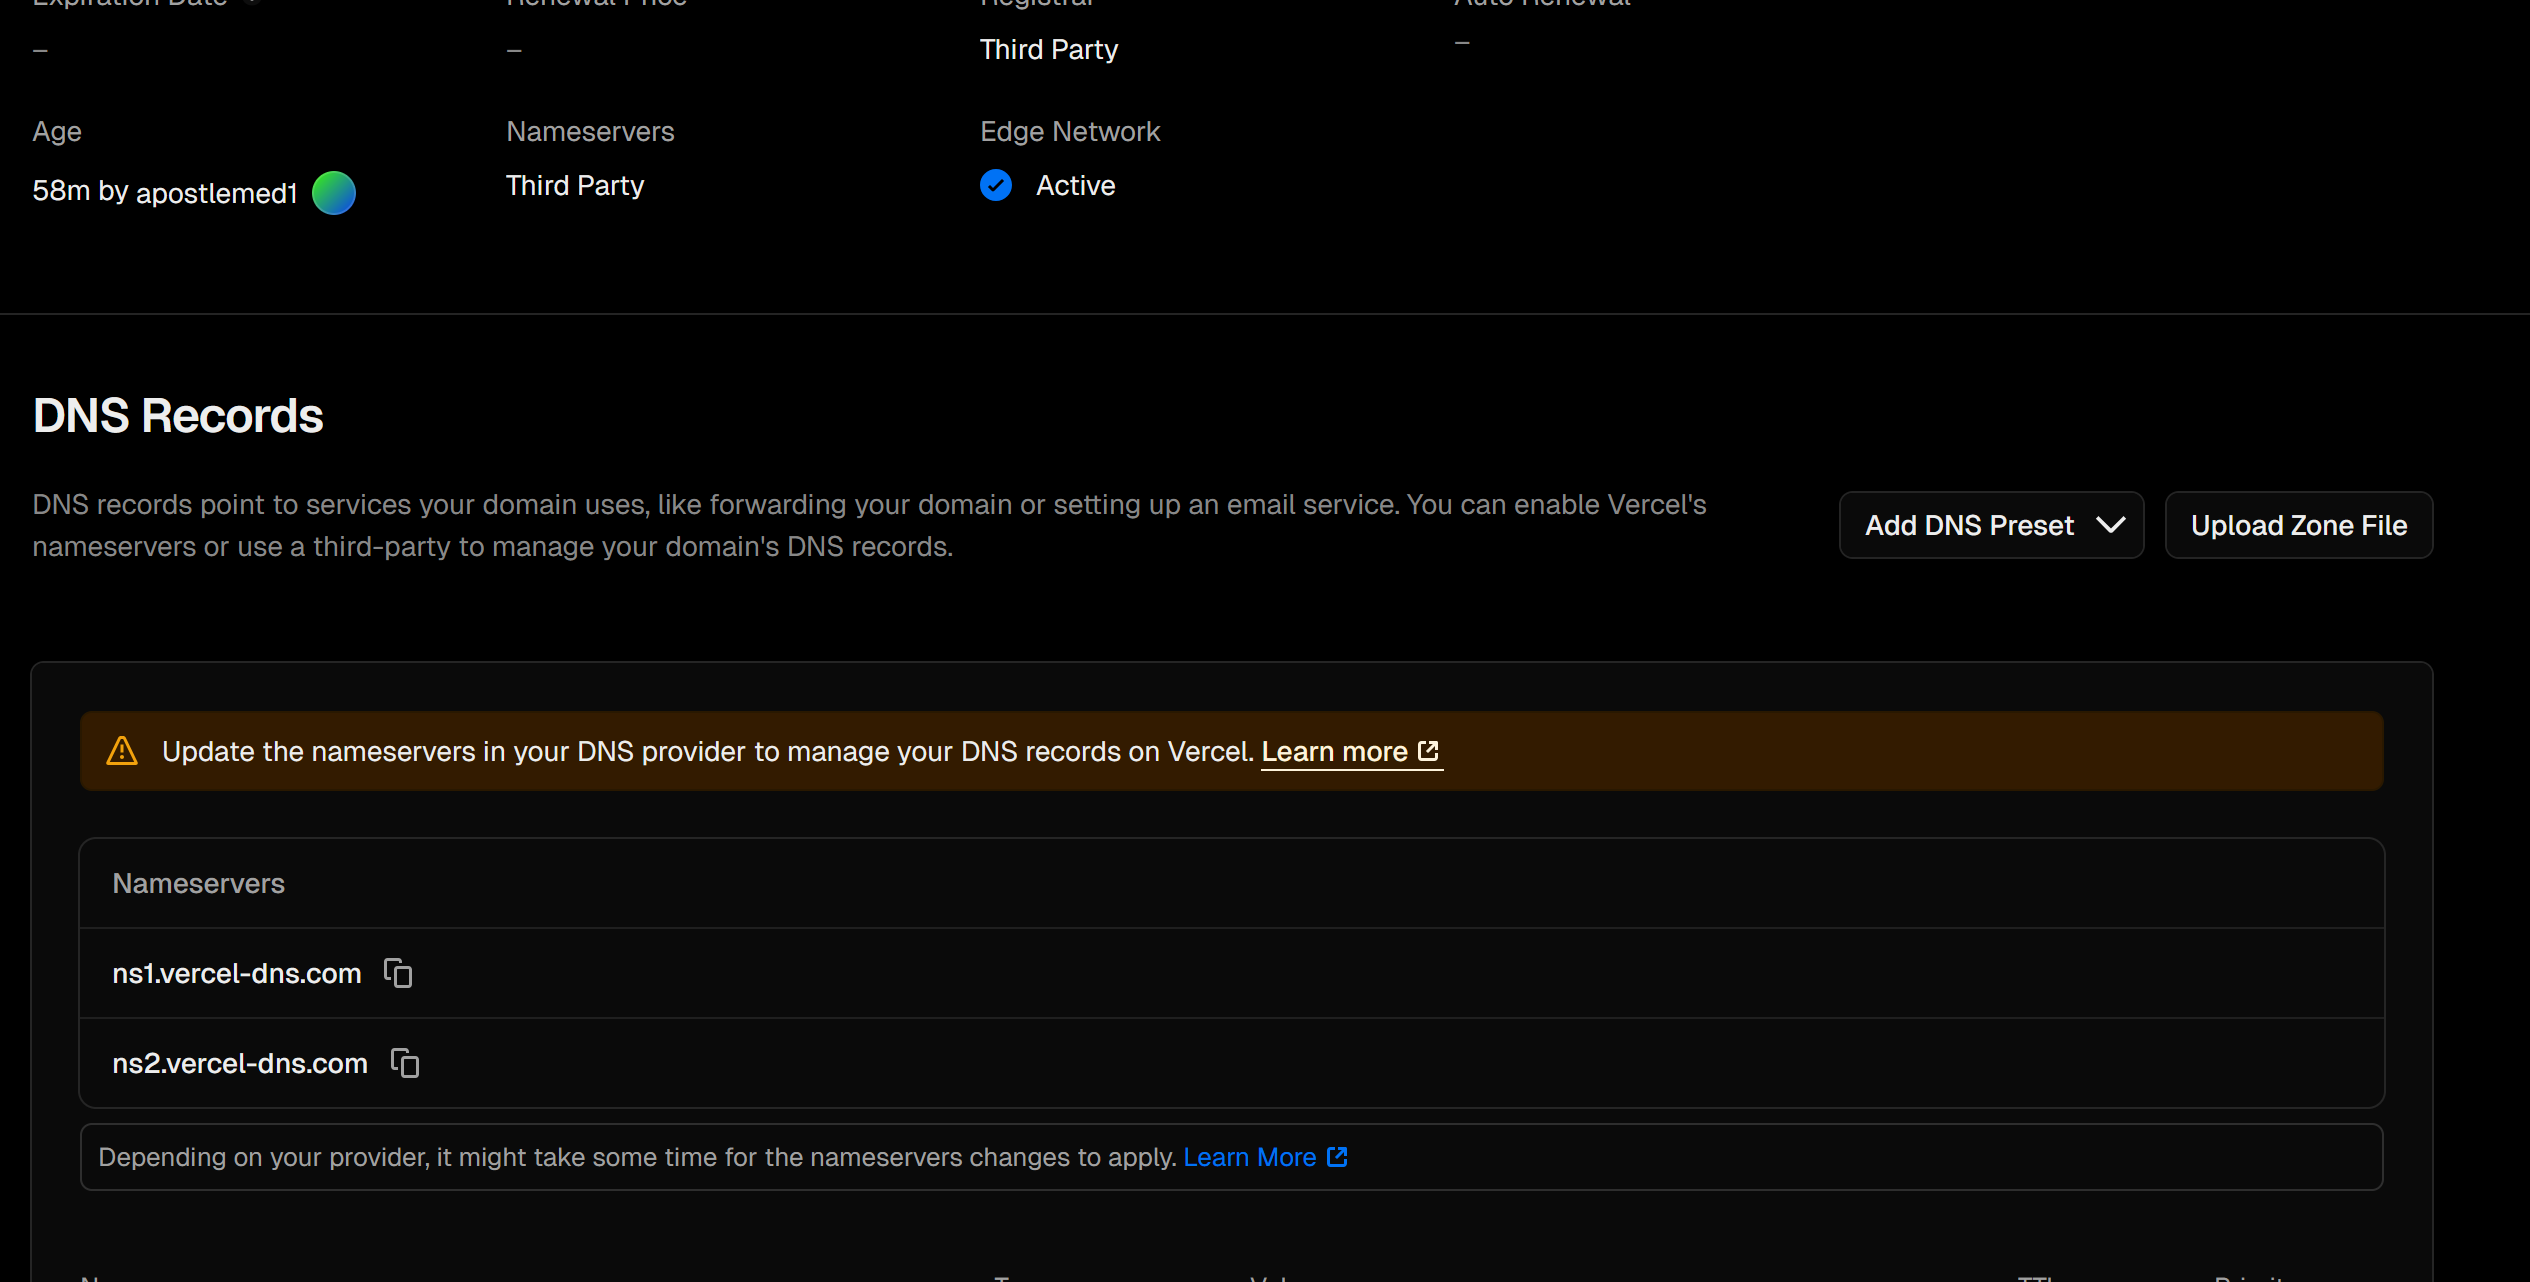 Expiration Date
Renewal Price
Registrar
Auto Renewal
–
–
Third Party
–
Age
Nameservers
Edge Network
58m by apostlemed1
Third Party
Active
DNS Records
DNS records point to services your domain uses, like forwarding your domain or setting up an email service. You can enable Vercel's
nameservers or use a third-party to manage your domain's DNS records.
Add DNS Preset
Upload Zone File
Update the nameservers in your DNS provider to manage your DNS records on Vercel. Learn more
Nameservers
ns1.vercel-dns.com
ns2.vercel-dns.com
Depending on your provider, it might take some time for the nameservers changes to apply. Learn More